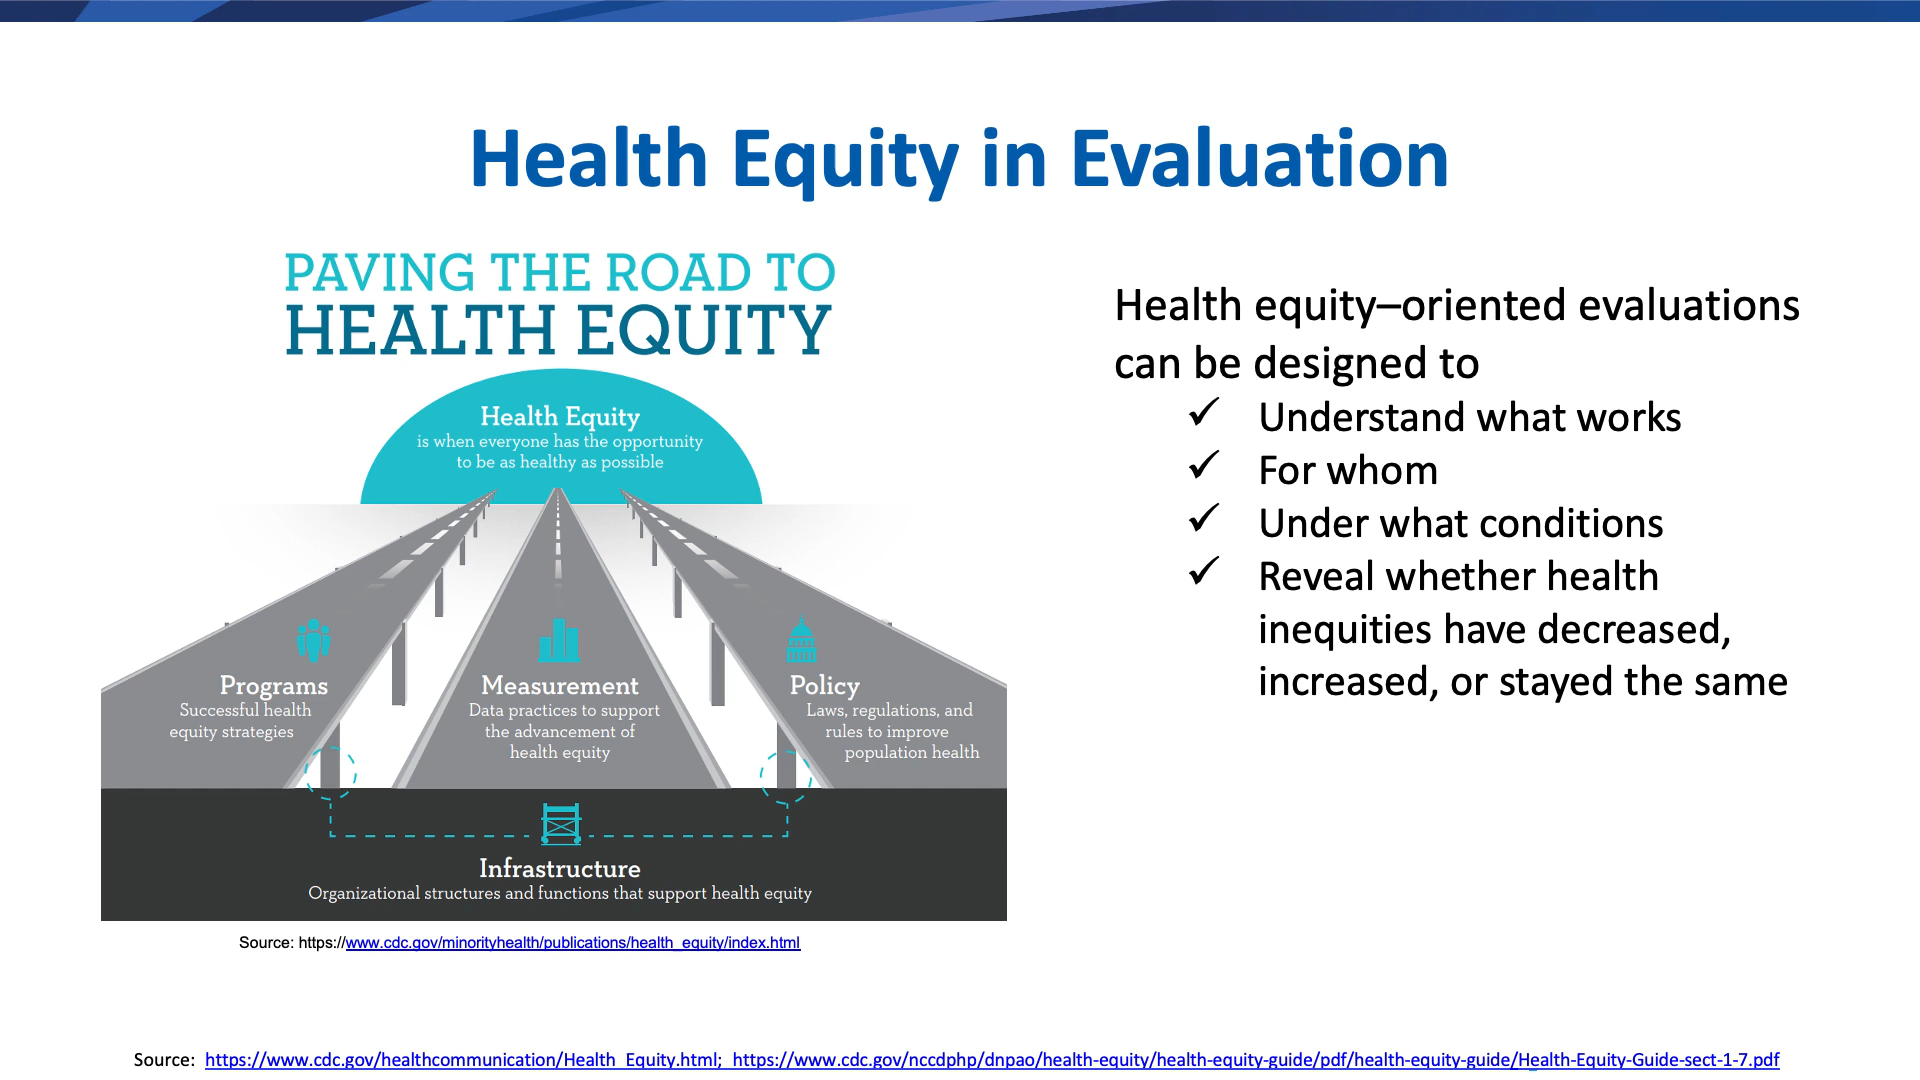 Health Equity in Evaluation
PAVING THE ROAD TO
HEALTH EQUITY
Health Equity
is when everyone has the opportunity
to be as healthy as possible
Programs
Successful health
equity strategies
Measurement
Data practices to support
the advancement of
health equity
Policy
Laws, regulations, and
rules to improve
population health
Infrastructure
Organizational structures and functions that support health equity
Source: https://www.cdc.gov/minorityhealth/publications/health_equity/index.html
Health equity–oriented evaluations
can be designed to
✓ Understand what works
✓ For whom
✓ Under what conditions
✓ Reveal whether health
inequities have decreased,
increased, or stayed the same
Source: https://www.cdc.gov/healthcommunication/Health_Equity.html; https://www.cdc.gov/nccdphp/dnpao/health-equity/health-equity-guide/pdf/health-equity-guide/Health-Equity-Guide-sect-1-7.pdf